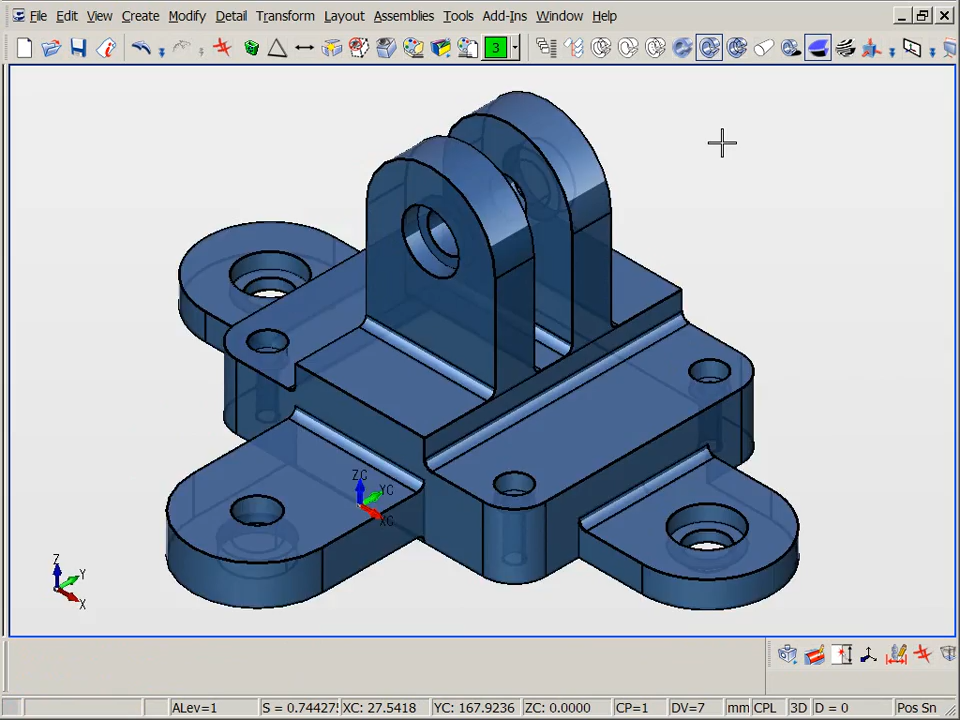 File Edit View Create Modify Detail Transform Layout Assemblies Tools Add-Ins Window Help
3
ZC
YC
XC
Z
Y
X
ALev=1 S = 0.74427 XC: 27.5418 YC: 167.9236 ZC: 0.0000 CP=1 DV=7 mm CPL 3D D = 0 Pos Sn